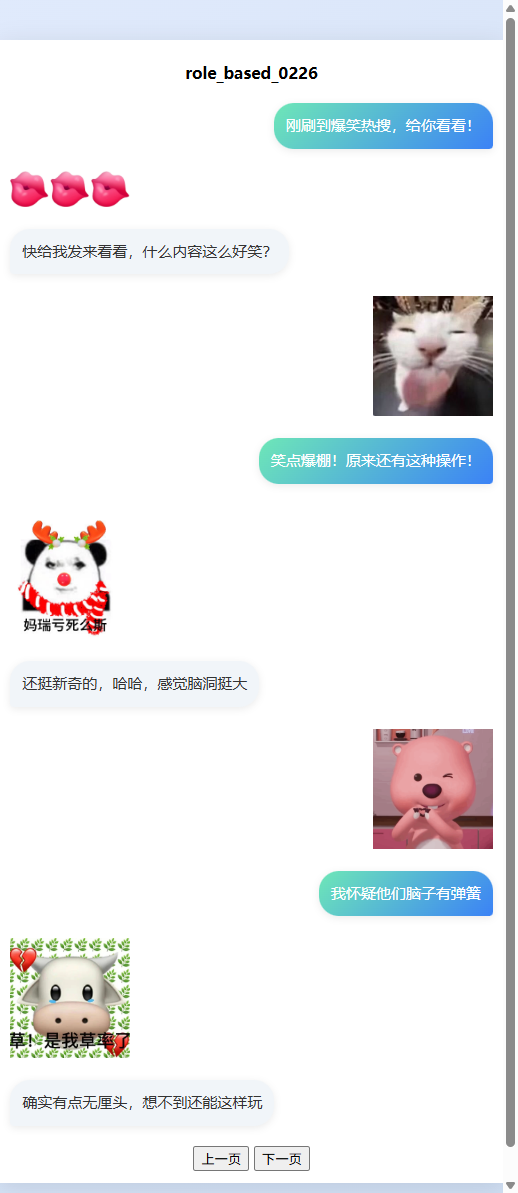 role_based_0226
刚刷到爆笑热搜，给你看看！
快给我发来看看，什么内容这么好笑？
笑点爆棚！原来还有这种操作！
妈瑞亏死么斯
还挺新奇的，哈哈，感觉脑洞挺大
LIVE
我怀疑他们脑子有弹簧
草！是我草率了
确实有点无厘头，想不到还能这样玩
上一页 下一页